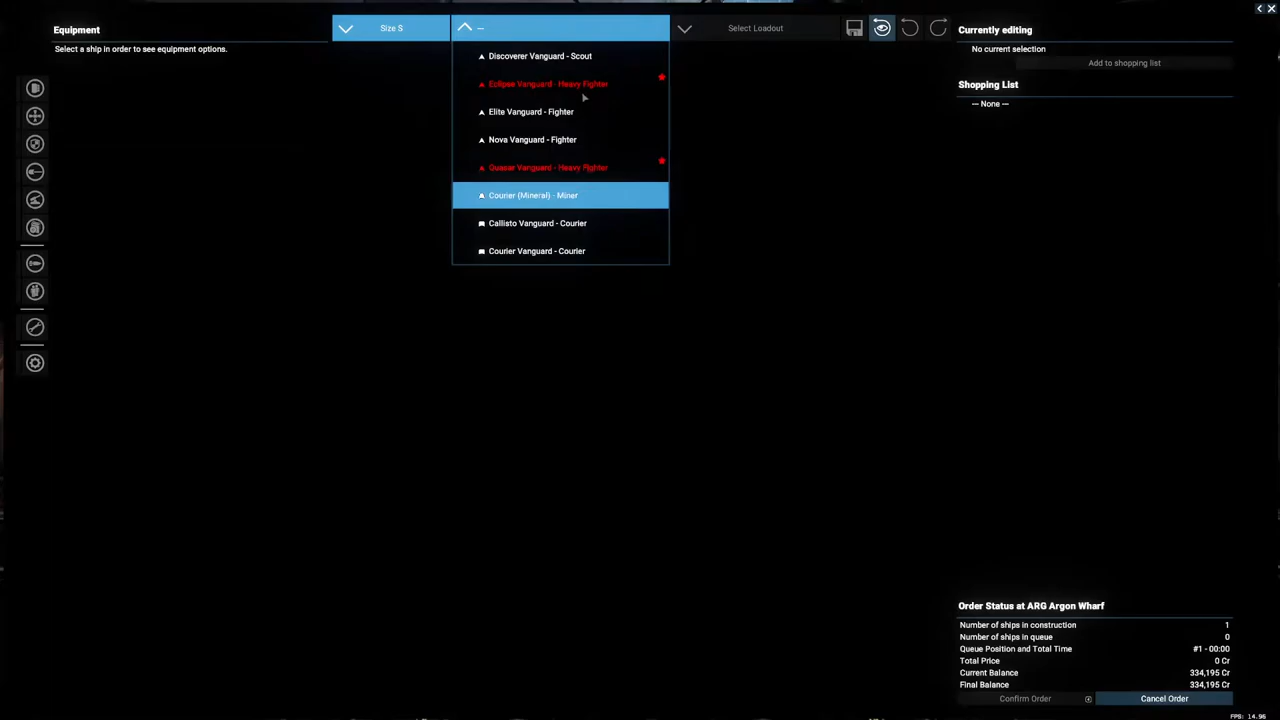 Equipment
Select a ship in order to see equipment options.
Size S
—
Select Loadout
Discoverer Vanguard - Scout
Eclipse Vanguard - Heavy Fighter
Elite Vanguard - Fighter
Nova Vanguard - Fighter
Quasar Vanguard - Heavy Fighter
Courier (Mineral) - Miner
Callisto Vanguard - Courier
Courier Vanguard - Courier
Currently editing
No current selection
Add to shopping list
Shopping List
— None —
Order Status at ARG Argon Wharf
Number of ships in construction 1
Number of ships in queue 0
Queue Position and Total Time #1 - 00:00
Total Price 0 Cr
Current Balance 334,195 Cr
Final Balance 334,195 Cr
Confirm Order
Cancel Order
FPS: 14.96